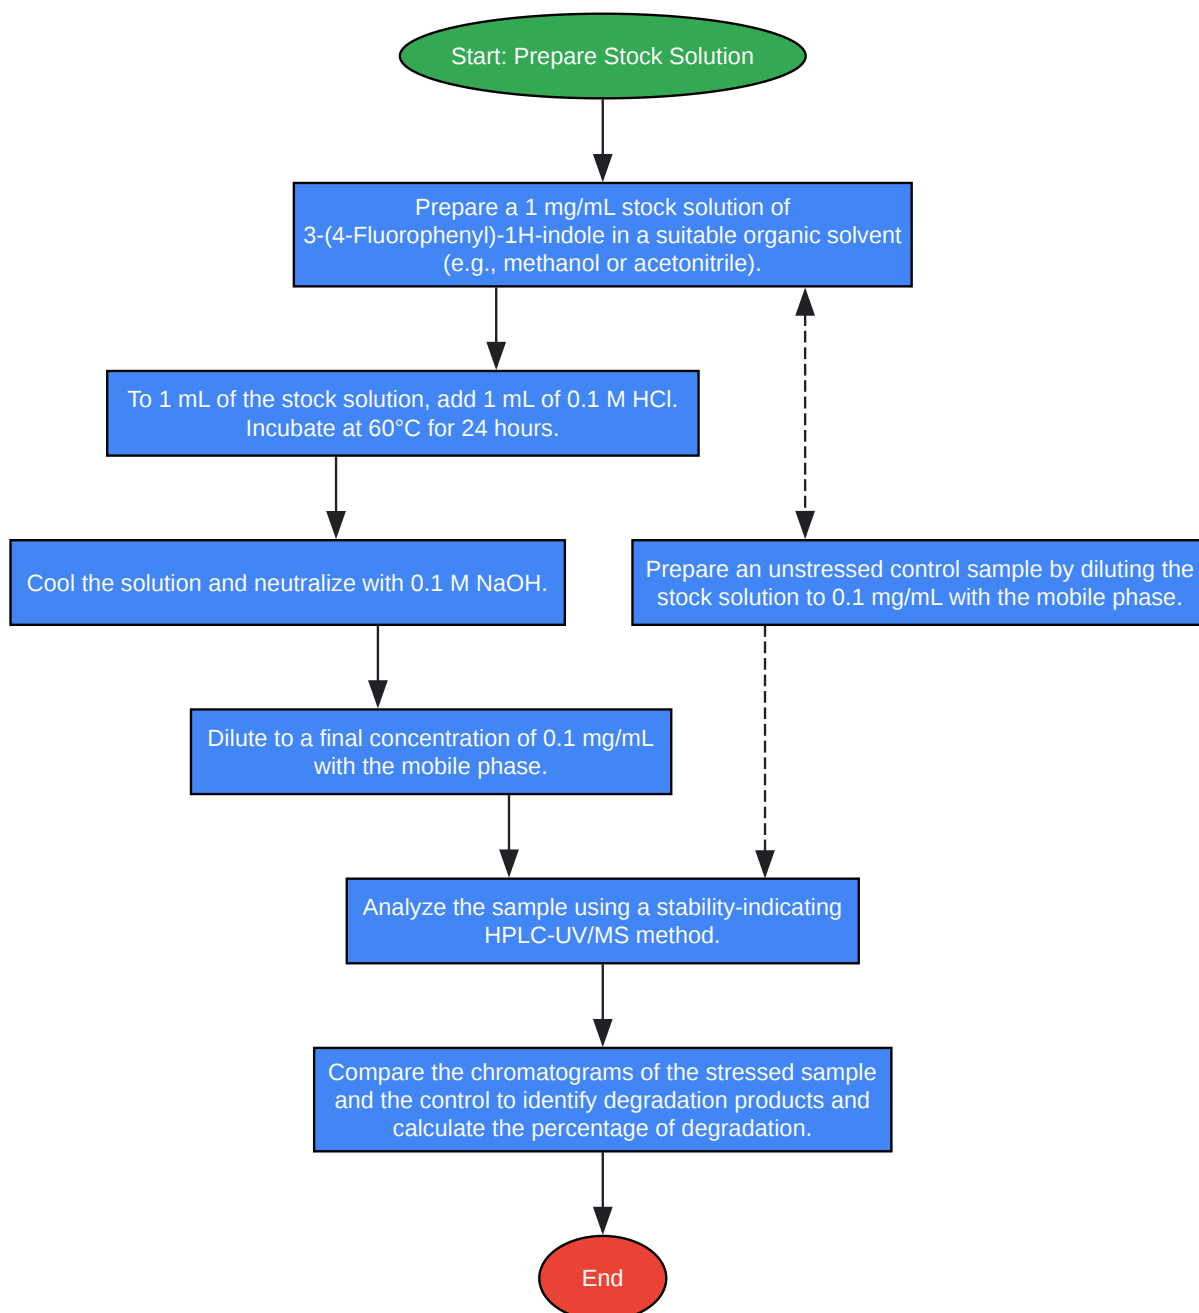 Start: Prepare Stock Solution
Prepare a 1 mg/mL stock solution of
3-(4-Fluorophenyl)-1H-indole in a suitable organic solvent
(e.g., methanol or acetonitrile).
To 1 mL of the stock solution, add 1 mL of 0.1 M HCl.
Incubate at 60°C for 24 hours.
Cool the solution and neutralize with 0.1 M NaOH.
Prepare an unstressed control sample by diluting the
stock solution to 0.1 mg/mL with the mobile phase.
Dilute to a final concentration of 0.1 mg/mL
with the mobile phase.
Analyze the sample using a stability-indicating
HPLC-UV/MS method.
Compare the chromatograms of the stressed sample
and the control to identify degradation products and
calculate the percentage of degradation.
End